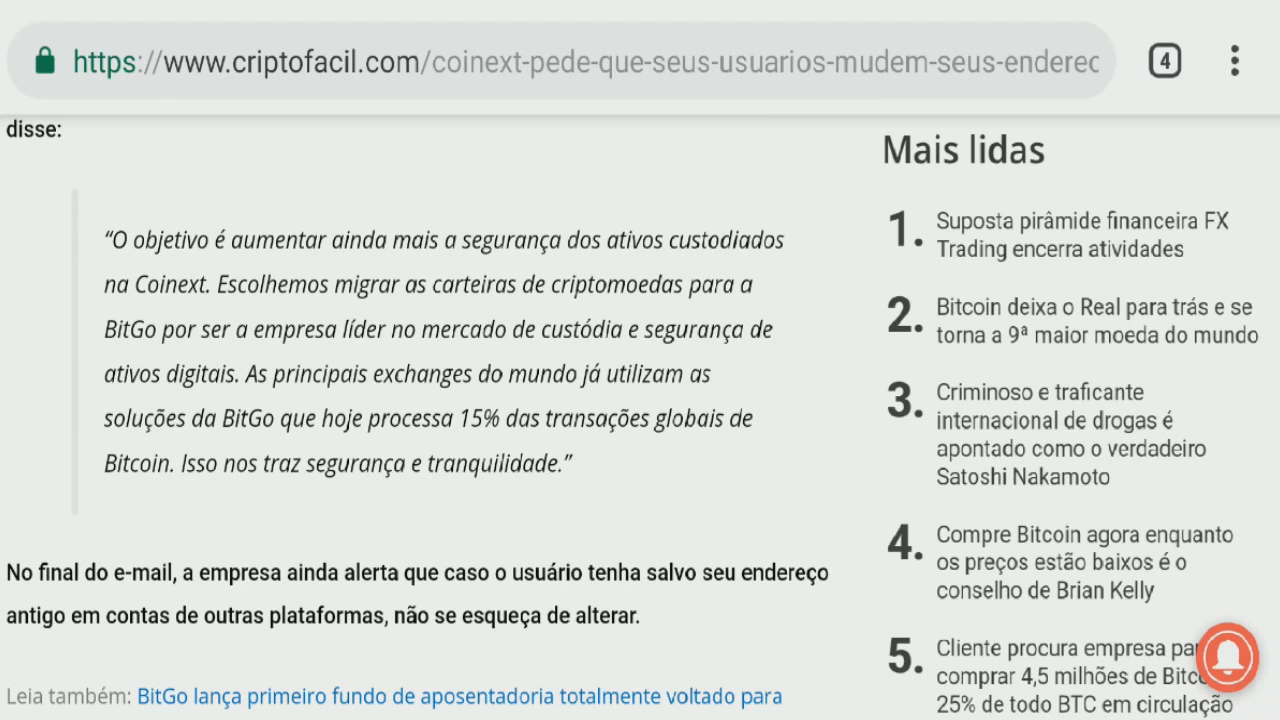 https://www.criptofacil.com/coinext-pede-que-seus-usuarios-mudem-seus-enderec
4
disse:
“O objetivo é aumentar ainda mais a segurança dos ativos custodiados
na Coinext. Escolhemos migrar as carteiras de criptomoedas para a
BitGo por ser a empresa líder no mercado de custódia e segurança de
ativos digitais. As principais exchanges do mundo já utilizam as
soluções da BitGo que hoje processa 15% das transações globais de
Bitcoin. Isso nos traz segurança e tranquilidade.”
No final do e-mail, a empresa ainda alerta que caso o usuário tenha salvo seu endereço
antigo em contas de outras plataformas, não se esqueça de alterar.
Leia também: BitGo lança primeiro fundo de aposentadoria totalmente voltado para
Mais lidas
1. Suposta pirâmide financeira FX
Trading encerra atividades
2. Bitcoin deixa o Real para trás e se
torna a 9ª maior moeda do mundo
3. Criminoso e traficante
internacional de drogas é
apontado como o verdadeiro
Satoshi Nakamoto
4. Compre Bitcoin agora enquanto
os preços estão baixos é o
conselho de Brian Kelly
5. Cliente procura empresa
comprar 4,5 milhões de
25% de todo BTC em circulação